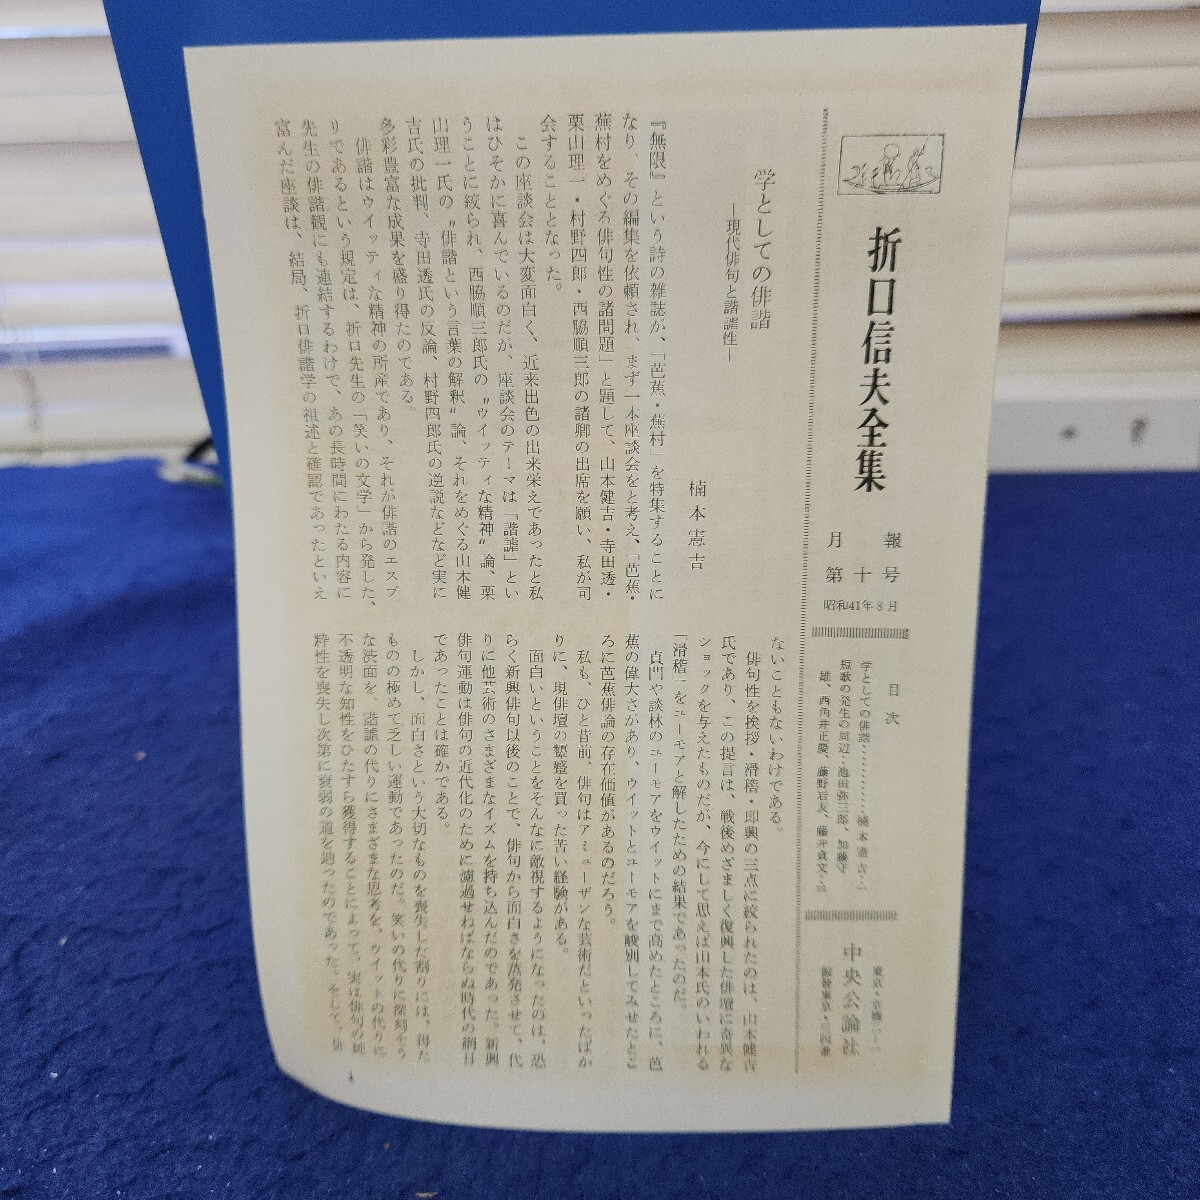 折口信夫全集
月報
第十号
昭和41年8月
目次
学としての俳諧…………楠本憲吉…
短歌の発生の周辺…池田弥三郎、加藤守
雄、西角井正慶、藤野岩友、藤平貞文…
中央公論社
東京・京橋
振替東京・
学としての俳諧
―現代俳句と諧謔性―
楠本憲吉
『無限』という詩の雑誌が、「芭蕉・蕪村」を特集することに
なり、その編集を依頼され、まず一本座談会をと考え、「芭蕉・
蕪村をめぐる俳句性の諸問題」と題して、山本健吉・寺田透・
栗山理一・村野四郎・西脇順三郎の諸卿の出席を願い、私が司
会することとなった。
この座談会は大変面白く、近来出色の出来栄えであったと私
はひそかに喜んでいるのだが、座談会のテーマは「諧謔」とい
うことに絞られ、西脇順三郎氏の〝ウイッティな精神〟論、栗
山理一氏の〝俳諧という言葉の解釈〟論、それをめぐる山本健
吉氏の批判、寺田透氏の反論、村野四郎氏の逆説などなど実に
多彩豊富な成果を盛り得たのである。
俳諧はウイッティな精神の所産であり、それが俳諧のエスプ
リであるという規定は、折口先生の「笑いの文学」から発した、
先生の俳諧観にも連結するわけで、あの長時間にわたる内容に
富んだ座談は、結局、折口俳諧学の祖述と確認であったといえ
ないこともないわけである。
俳句性を挨拶・滑稽・即興の三点に絞られたのは、山本健吉
氏であり、この提言は、戦後めざましく復興した俳壇に奇異な
ショックを与えたものだが、今にして思えば山本氏のいわれる
「滑稽」をユーモアと解したための結果であったのだ。
貞門や談林のユーモアをウイットにまで高めたところに、芭
蕉の偉大さがあり、ウイットとユーモアを峻別してみせたとこ
ろに芭蕉俳論の存在価値があるのだろう。
私も、ひと昔前、俳句はアミューザンな芸術だといったばか
りに、現俳壇の顰蹙を買った苦い経験がある。
面白いということをそんなに敵視するようになったのは、恐
らく新興俳句以後のことで、俳句から面白さを蒸発させて、代
りに他芸術のさまざまなイズムを持ち込んだのであった。新興
俳句運動は俳句の近代化のために濾過せねばならぬ時代の網目
であったことは確かである。
しかし、面白さという大切なものを喪失した割りには、得た
ものの極めて乏しい運動であったのだ。笑いの代りに深刻そう
な渋面を、諧謔の代りにさまざまな思考を、ウイットの代りに
不透明な知性をひたすら獲得することによって、実は俳句の純
粋性を喪失し次第に衰弱の道を辿ったのであった。そして、俳
1